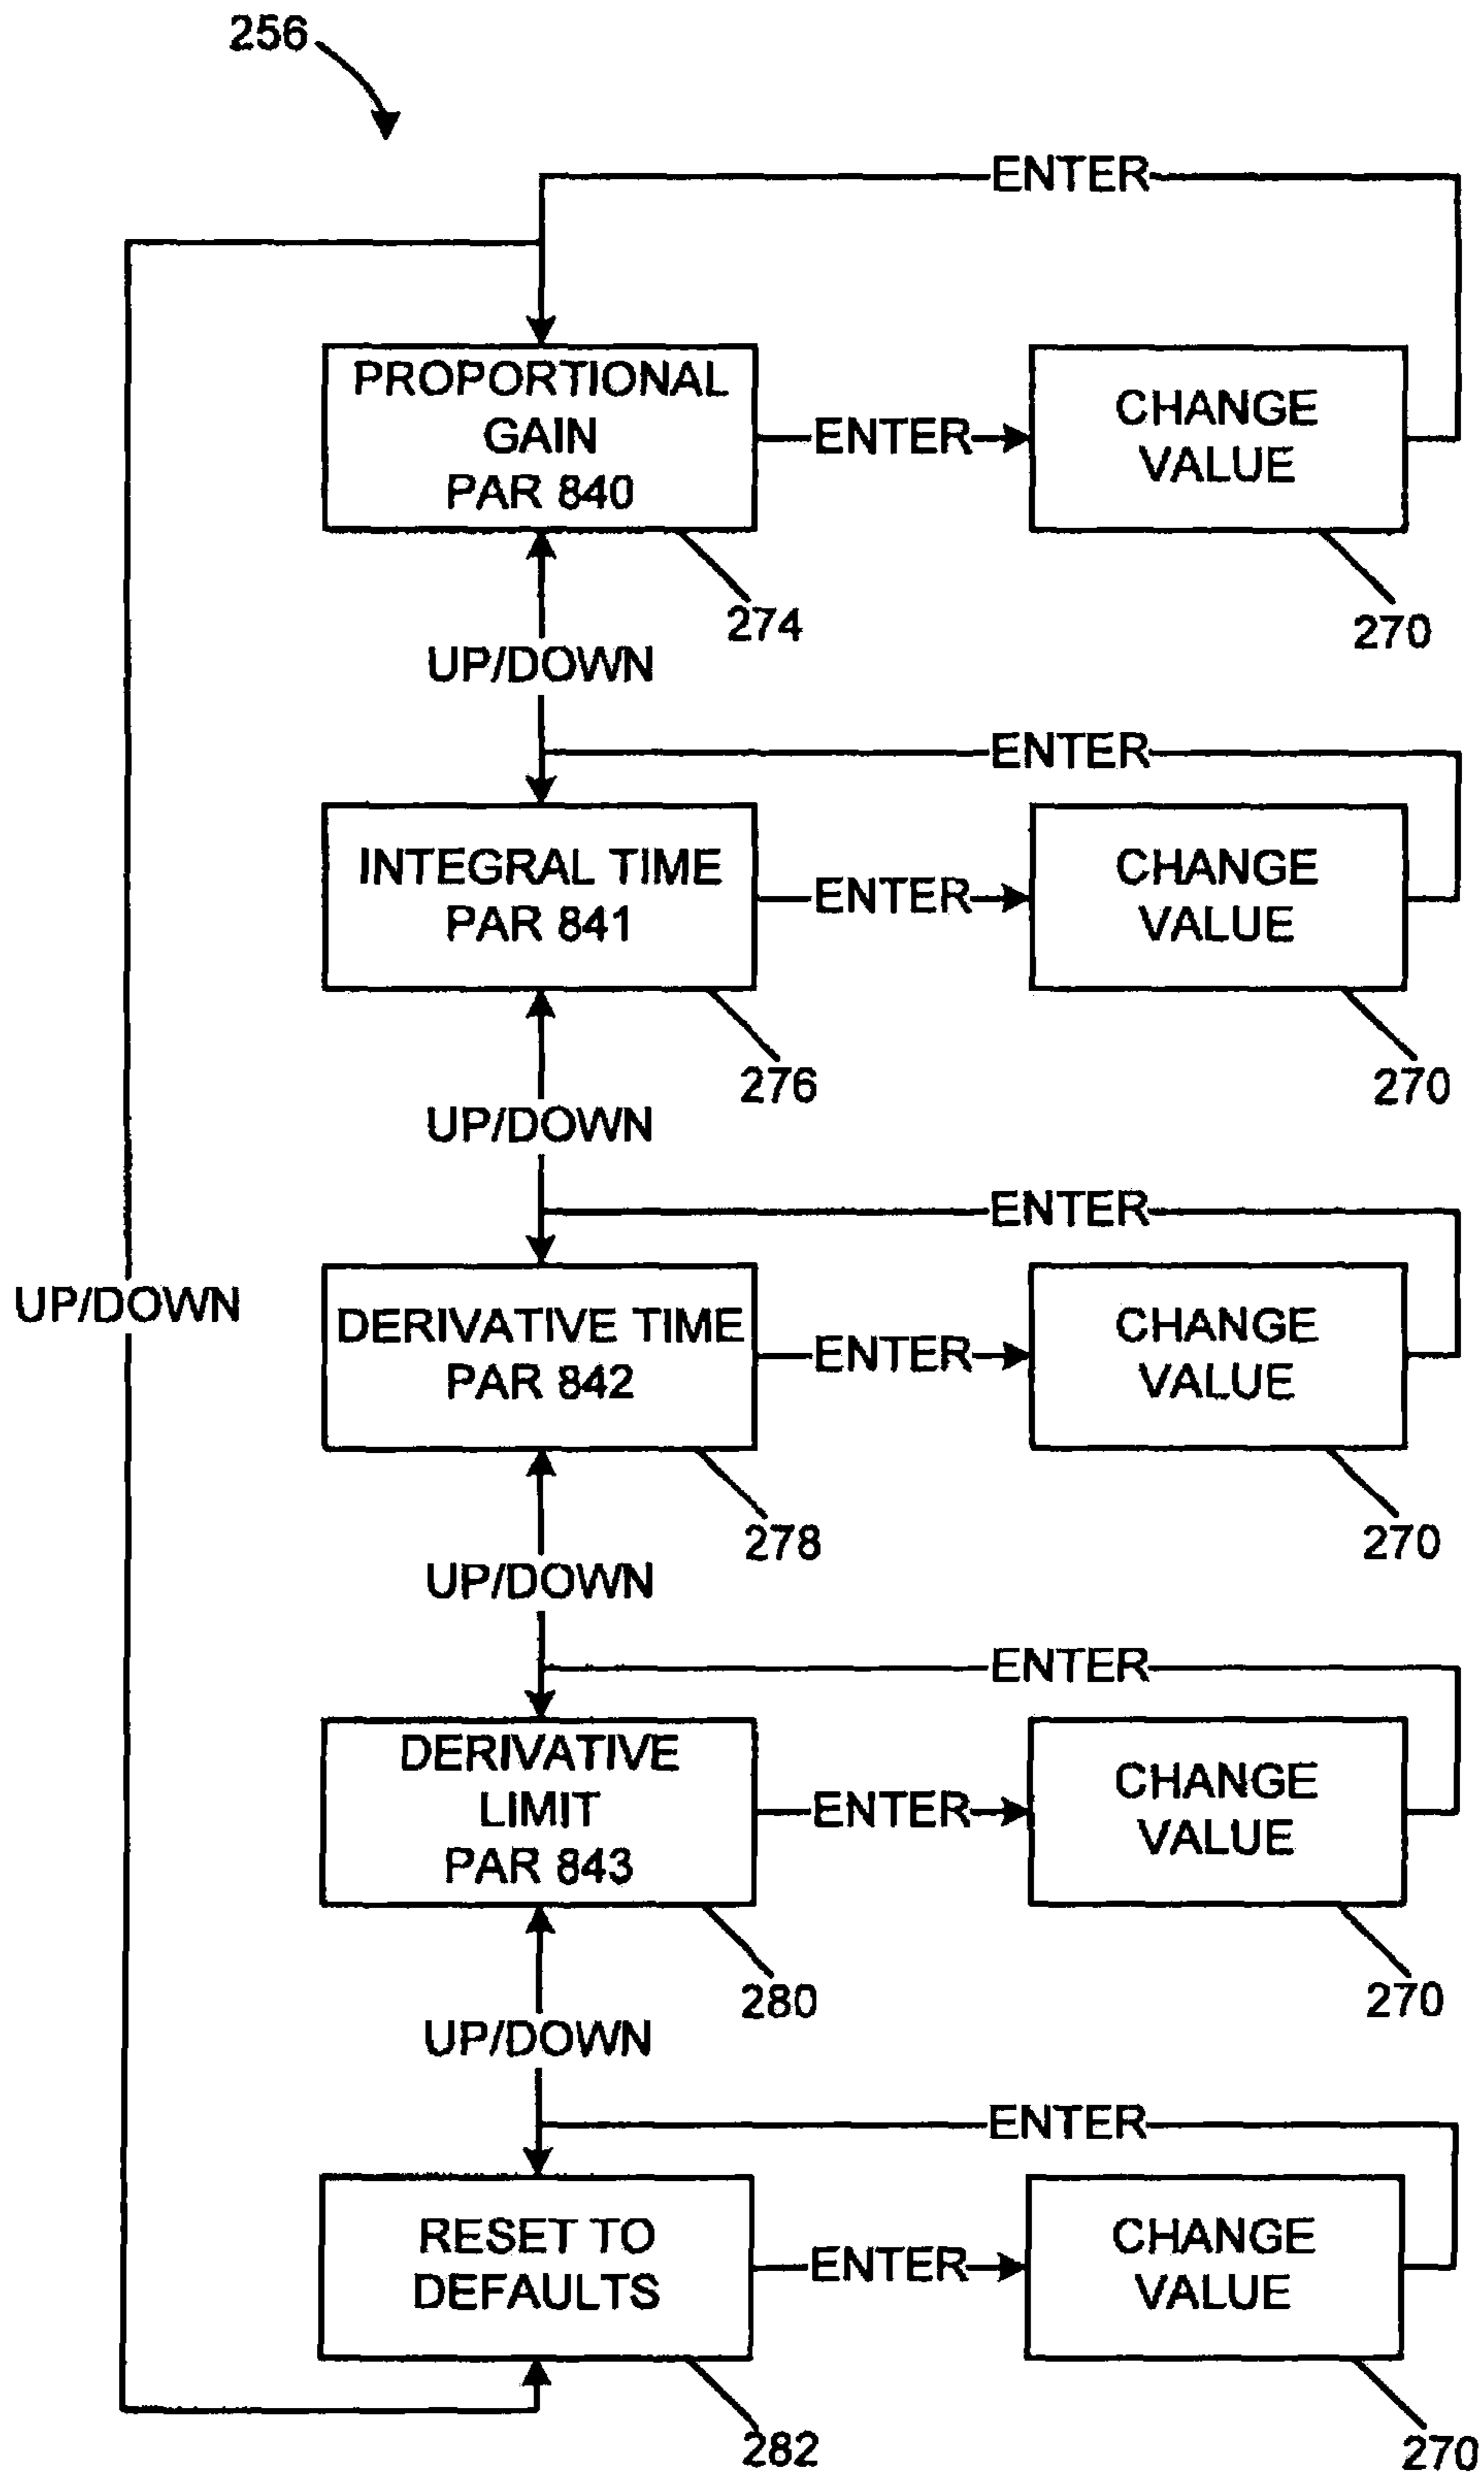 256
ENTER
PROPORTIONAL
GAIN
PAR 840
ENTER
CHANGE
VALUE
274
270
UP/DOWN
ENTER
INTEGRAL TIME
PAR 841
ENTER
CHANGE
VALUE
276
270
UP/DOWN
ENTER
UP/DOWN
DERIVATIVE TIME
PAR 842
ENTER
CHANGE
VALUE
278
270
UP/DOWN
ENTER
DERIVATIVE
LIMIT
PAR 843
ENTER
CHANGE
VALUE
280
270
UP/DOWN
ENTER
RESET TO
DEFAULTS
ENTER
CHANGE
VALUE
282
270